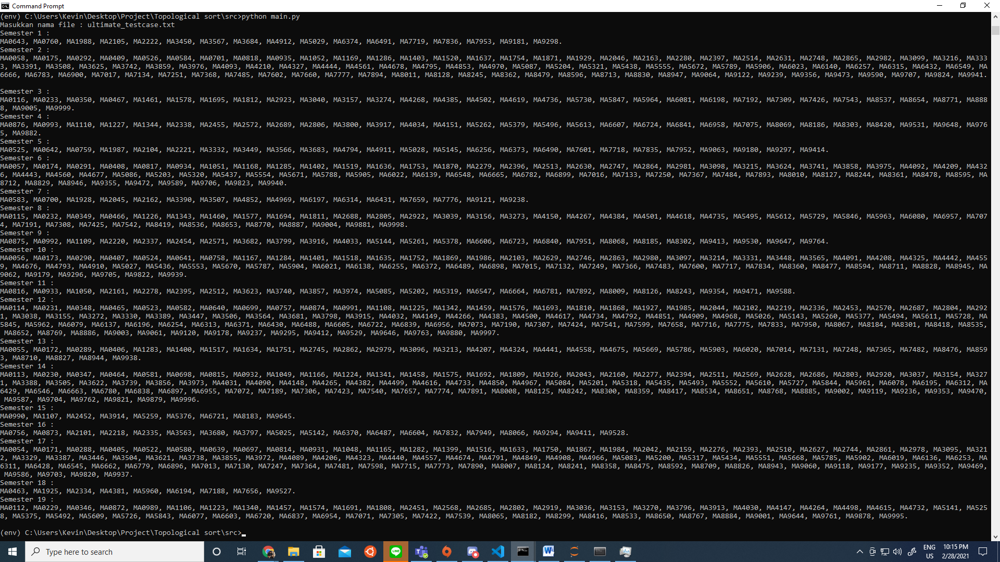 Command Prompt
(env) C:\Users\Kevin\Desktop\Project\Topological sort\src>python main.py
Masukkan nama file : ultimate_testcase.txt
Semester 1 :
MA0643, MA0760, MA1988, MA2105, MA2222, MA3450, MA3567, MA3684, MA4912, MA5029, MA6374, MA6491, MA7719, MA7836, MA7953, MA9181, MA9298.
Semester 2 :
MA0058, MA0175, MA0292, MA0409, MA0526, MA0584, MA0701, MA0818, MA0935, MA1052, MA1169, MA1286, MA1403, MA1520, MA1637, MA1754, MA1871, MA1929, MA2046, MA2163, MA2280, MA2397, MA2514, MA2631, MA2748, MA2865, MA2982, MA3099, MA3216, MA333
3, MA3391, MA3508, MA3625, MA3742, MA3859, MA3976, MA4093, MA4210, MA4327, MA4444, MA4561, MA4678, MA4795, MA4853, MA4970, MA5087, MA5204, MA5321, MA5438, MA5555, MA5672, MA5789, MA5906, MA6023, MA6140, MA6257, MA6315, MA6432, MA6549, MA
6666, MA6783, MA6900, MA7017, MA7134, MA7251, MA7368, MA7485, MA7602, MA7660, MA7777, MA7894, MA8011, MA8128, MA8245, MA8362, MA8479, MA8596, MA8713, MA8830, MA8947, MA9064, MA9122, MA9239, MA9356, MA9473, MA9590, MA9707, MA9824, MA9941.
Semester 3 :
MA0116, MA0233, MA0350, MA0467, MA1461, MA1578, MA1695, MA1812, MA2923, MA3040, MA3157, MA3274, MA4268, MA4385, MA4502, MA4619, MA4736, MA5730, MA5847, MA5964, MA6081, MA6198, MA7192, MA7309, MA7426, MA7543, MA8537, MA8654, MA8771, MA888
8, MA9005, MA9999.
Semester 4 :
MA0876, MA0993, MA1110, MA1227, MA1344, MA2338, MA2455, MA2572, MA2689, MA2806, MA3800, MA3917, MA4034, MA4151, MA5262, MA5379, MA5496, MA5613, MA6607, MA6724, MA6841, MA6958, MA7075, MA8069, MA8186, MA8303, MA8420, MA9531, MA9648, MA976
5, MA9882.
Semester 5 :
MA0525, MA0642, MA0759, MA1987, MA2104, MA2221, MA3332, MA3449, MA3566, MA3683, MA4794, MA4911, MA5028, MA5145, MA6256, MA6373, MA6490, MA7601, MA7718, MA7835, MA7952, MA9063, MA9180, MA9297, MA9414.
Semester 6 :
MA0057, MA0174, MA0291, MA0408, MA0817, MA0934, MA1051, MA1168, MA1285, MA1402, MA1519, MA1636, MA1753, MA1870, MA2279, MA2396, MA2513, MA2630, MA2747, MA2864, MA2981, MA3098, MA3215, MA3624, MA3741, MA3858, MA3975, MA4092, MA4209, MA432
6, MA4443, MA4560, MA4677, MA5086, MA5203, MA5320, MA5437, MA5554, MA5671, MA5788, MA5905, MA6022, MA6139, MA6548, MA6665, MA6782, MA6899, MA7016, MA7133, MA7250, MA7367, MA7484, MA7893, MA8010, MA8127, MA8244, MA8361, MA8478, MA8595, MA
8712, MA8829, MA8946, MA9355, MA9472, MA9589, MA9706, MA9823, MA9940.
Semester 7 :
MA0583, MA0700, MA1928, MA2045, MA2162, MA3390, MA3507, MA4852, MA4969, MA6197, MA6314, MA6431, MA7659, MA7776, MA9121, MA9238.
Semester 8 :
MA0115, MA0232, MA0349, MA0466, MA1226, MA1343, MA1460, MA1577, MA1694, MA1811, MA2688, MA2805, MA2922, MA3039, MA3156, MA3273, MA4150, MA4267, MA4384, MA4501, MA4618, MA4735, MA5495, MA5612, MA5729, MA5846, MA5963, MA6080, MA6957, MA707
4, MA7191, MA7308, MA7425, MA7542, MA8419, MA8536, MA8653, MA8770, MA8887, MA9004, MA9881, MA9998.
Semester 9 :
MA0875, MA0992, MA1109, MA2220, MA2337, MA2454, MA2571, MA3682, MA3799, MA3916, MA4033, MA5144, MA5261, MA5378, MA6606, MA6723, MA6840, MA7951, MA8068, MA8185, MA8302, MA9413, MA9530, MA9647, MA9764.
Semester 10 :
MA0056, MA0173, MA0290, MA0407, MA0524, MA0641, MA0758, MA1167, MA1284, MA1401, MA1518, MA1635, MA1752, MA1869, MA1986, MA2103, MA2629, MA2746, MA2863, MA2980, MA3097, MA3214, MA3331, MA3448, MA3565, MA4091, MA4208, MA4325, MA4442, MA455
9, MA4676, MA4793, MA4910, MA5027, MA5436, MA5553, MA5670, MA5787, MA5904, MA6021, MA6138, MA6255, MA6372, MA6489, MA6898, MA7015, MA7132, MA7249, MA7366, MA7483, MA7600, MA7717, MA7834, MA8360, MA8477, MA8594, MA8711, MA8828, MA8945, MA
9062, MA9179, MA9296, MA9705, MA9822, MA9939.
Semester 11 :
MA0816, MA0933, MA1050, MA2161, MA2278, MA2395, MA2512, MA3623, MA3740, MA3857, MA3974, MA5085, MA5202, MA5319, MA6547, MA6664, MA6781, MA7892, MA8009, MA8126, MA8243, MA9354, MA9471, MA9588.
Semester 12 :
MA0114, MA0231, MA0348, MA0465, MA0523, MA0582, MA0640, MA0699, MA0757, MA0874, MA0991, MA1108, MA1225, MA1342, MA1459, MA1576, MA1693, MA1810, MA1868, MA1927, MA1985, MA2044, MA2102, MA2219, MA2336, MA2453, MA2570, MA2687, MA2804, MA292
1, MA3038, MA3155, MA3272, MA3330, MA3389, MA3447, MA3506, MA3564, MA3681, MA3798, MA3915, MA4032, MA4149, MA4266, MA4383, MA4500, MA4617, MA4734, MA4792, MA4851, MA4909, MA4968, MA5026, MA5143, MA5260, MA5377, MA5494, MA5611, MA5728, MA
5845, MA5962, MA6079, MA6137, MA6196, MA6254, MA6313, MA6371, MA6430, MA6488, MA6605, MA6722, MA6839, MA6956, MA7073, MA7190, MA7307, MA7424, MA7541, MA7599, MA7658, MA7716, MA7775, MA7833, MA7950, MA8067, MA8184, MA8301, MA8418, MA8535,
MA8652, MA8769, MA8886, MA9003, MA9061, MA9120, MA9178, MA9237, MA9295, MA9412, MA9529, MA9646, MA9763, MA9880, MA9997.
Semester 13 :
MA0055, MA0172, MA0289, MA0406, MA1283, MA1400, MA1517, MA1634, MA1751, MA2745, MA2862, MA2979, MA3096, MA3213, MA4207, MA4324, MA4441, MA4558, MA4675, MA5669, MA5786, MA5903, MA6020, MA7014, MA7131, MA7248, MA7365, MA7482, MA8476, MA859
3, MA8710, MA8827, MA8944, MA9938.
Semester 14 :
MA0113, MA0230, MA0347, MA0464, MA0581, MA0698, MA0815, MA0932, MA1049, MA1166, MA1224, MA1341, MA1458, MA1575, MA1692, MA1809, MA1926, MA2043, MA2160, MA2277, MA2394, MA2511, MA2569, MA2628, MA2686, MA2803, MA2920, MA3037, MA3154, MA327
1, MA3388, MA3505, MA3622, MA3739, MA3856, MA3973, MA4031, MA4090, MA4148, MA4265, MA4382, MA4499, MA4616, MA4733, MA4850, MA4967, MA5084, MA5201, MA5318, MA5435, MA5493, MA5552, MA5610, MA5727, MA5844, MA5961, MA6078, MA6195, MA6312, MA
6429, MA6546, MA6663, MA6780, MA6838, MA6897, MA6955, MA7072, MA7189, MA7306, MA7423, MA7540, MA7657, MA7774, MA7891, MA8008, MA8125, MA8242, MA8300, MA8359, MA8417, MA8534, MA8651, MA8768, MA8885, MA9002, MA9119, MA9236, MA9353, MA9470,
MA9587, MA9704, MA9762, MA9821, MA9879, MA9996.
Semester 15 :
MA0990, MA1107, MA2452, MA3914, MA5259, MA5376, MA6721, MA8183, MA9645.
Semester 16 :
MA0756, MA0873, MA2101, MA2218, MA2335, MA3563, MA3680, MA3797, MA5025, MA5142, MA6370, MA6487, MA6604, MA7832, MA7949, MA8066, MA9294, MA9411, MA9528.
Semester 17 :
MA0054, MA0171, MA0288, MA0405, MA0522, MA0580, MA0639, MA0697, MA0814, MA0931, MA1048, MA1165, MA1282, MA1399, MA1516, MA1633, MA1750, MA1867, MA1984, MA2042, MA2159, MA2276, MA2393, MA2510, MA2627, MA2744, MA2861, MA2978, MA3095, MA321
2, MA3329, MA3387, MA3446, MA3504, MA3621, MA3738, MA3855, MA3972, MA4089, MA4206, MA4323, MA4440, MA4557, MA4674, MA4791, MA4849, MA4908, MA4966, MA5083, MA5200, MA5317, MA5434, MA5551, MA5668, MA5785, MA5902, MA6019, MA6136, MA6253, MA
6311, MA6428, MA6545, MA6662, MA6779, MA6896, MA7013, MA7130, MA7247, MA7364, MA7481, MA7598, MA7715, MA7773, MA7890, MA8007, MA8124, MA8241, MA8358, MA8475, MA8592, MA8709, MA8826, MA8943, MA9060, MA9118, MA9177, MA9235, MA9352, MA9469,
MA9586, MA9703, MA9820, MA9937.
Semester 18 :
MA0463, MA1925, MA2334, MA4381, MA5960, MA6194, MA7188, MA7656, MA9527.
Semester 19 :
MA0112, MA0229, MA0346, MA0872, MA0989, MA1106, MA1223, MA1340, MA1457, MA1574, MA1691, MA1808, MA2451, MA2568, MA2685, MA2802, MA2919, MA3036, MA3153, MA3270, MA3796, MA3913, MA4030, MA4147, MA4264, MA4498, MA4615, MA4732, MA5141, MA525
8, MA5375, MA5492, MA5609, MA5726, MA5843, MA6077, MA6603, MA6720, MA6837, MA6954, MA7071, MA7305, MA7422, MA7539, MA8065, MA8182, MA8299, MA8416, MA8533, MA8650, MA8767, MA8884, MA9001, MA9644, MA9761, MA9878, MA9995.
(env) C:\Users\Kevin\Desktop\Project\Topological sort\src>
Type here to search
LINE
ENG
US
10:15 PM
2/28/2021